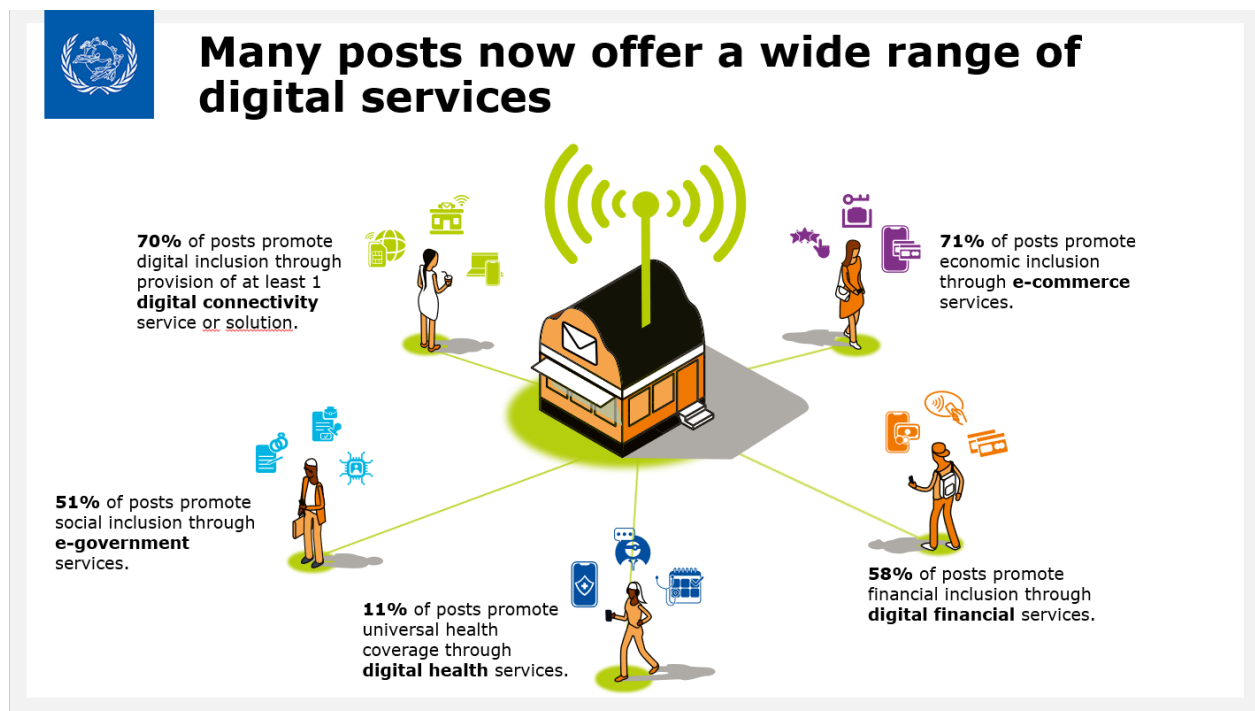 Many posts now offer a wide range of
digital services
70% of posts promote
digital inclusion through
provision of at least 1
digital connectivity
service or solution.
71% of posts promote
economic inclusion
through e-commerce
services.
51% of posts promote
social inclusion through
e-government
services.
58% of posts promote
financial inclusion through
digital financial services.
11% of posts promote
universal health
coverage through
digital health services.